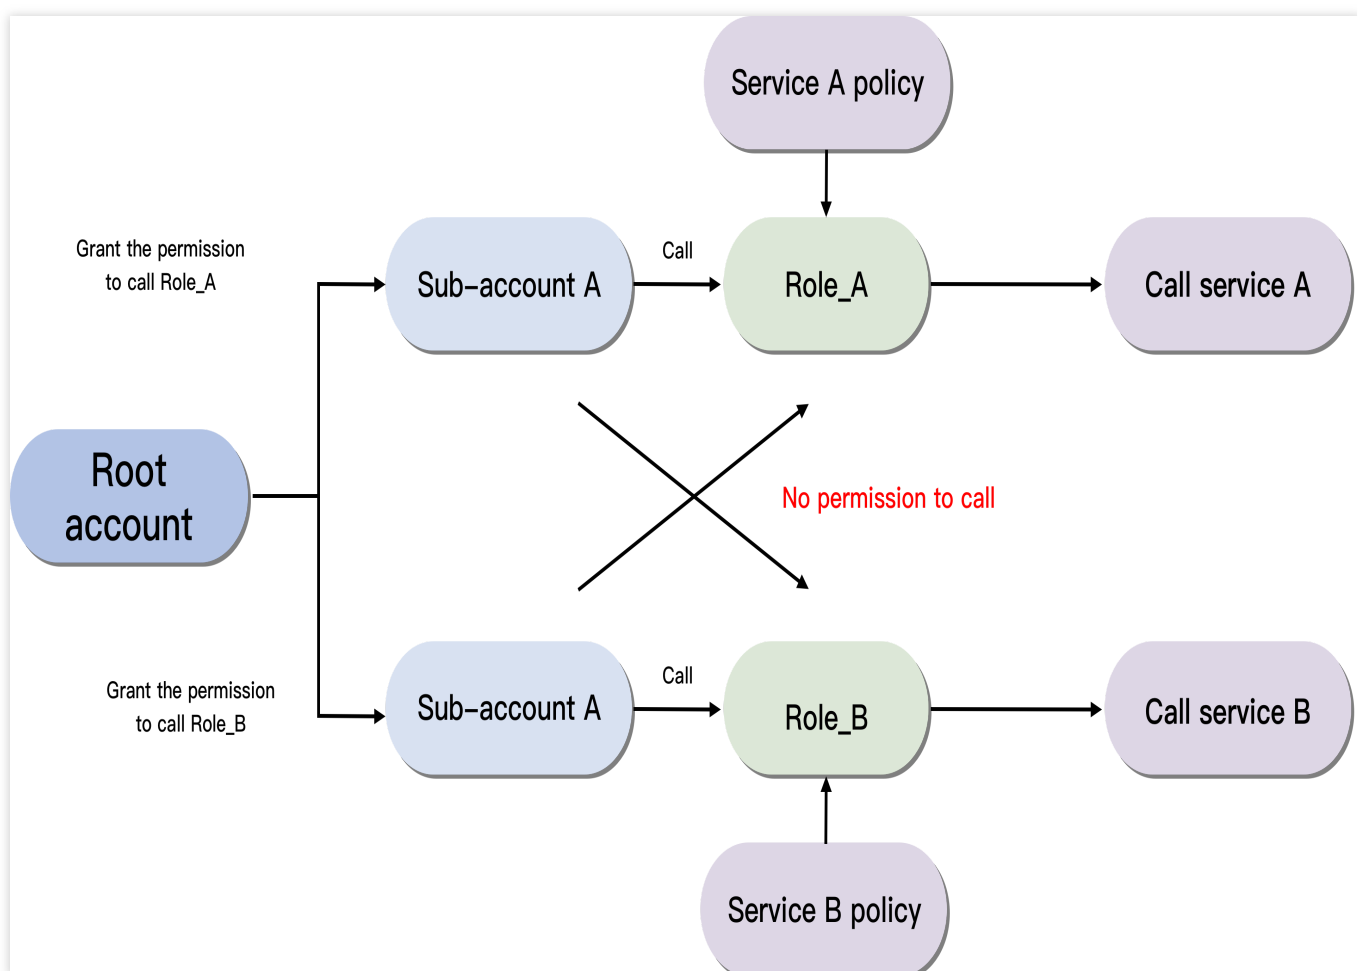 Service A policy
Grant the permission
to call Role_A
Sub-account A
Call
Role_A
Call service A
Root
account
No permission to call
Grant the permission
to call Role_B
Sub-account A
Call
Role_B
Call service B
Service B policy